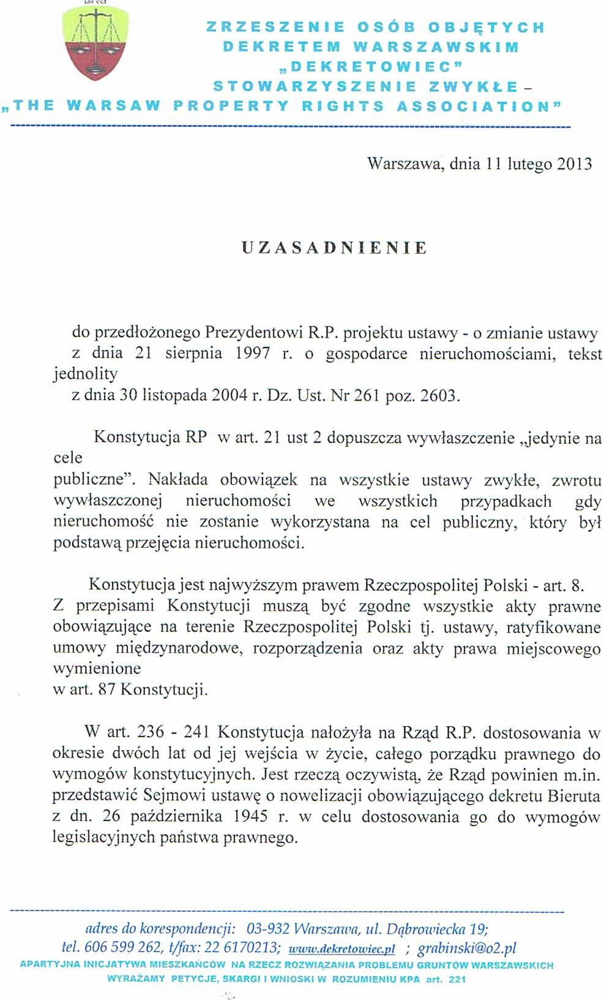 Lex Vet
ZRZESZENIE OSÓB OBJĘTYCH
DEKRETEM WARSZAWSKIM
„DEKRETOWIEC”
STOWARZYSZENIE ZWYKŁE –
„THE WARSAW PROPERTY RIGHTS ASSOCIATION”
Warszawa, dnia 11 lutego 2013
UZASADNIENIE
do przedłożonego Prezydentowi R.P. projektu ustawy - o zmianie ustawy
z dnia 21 sierpnia 1997 r. o gospodarce nieruchomościami, tekst
jednolity
z dnia 30 listopada 2004 r. Dz. Ust. Nr 261 poz. 2603.
Konstytucja RP w art. 21 ust 2 dopuszcza wywłaszczenie „jedynie na
cele
publiczne”. Nakłada obowiązek na wszystkie ustawy zwykłe, zwrotu
wywłaszczonej nieruchomości we wszystkich przypadkach gdy
nieruchomość nie zostanie wykorzystana na cel publiczny, który był
podstawą przejęcia nieruchomości.
Konstytucja jest najwyższym prawem Rzeczpospolitej Polski - art. 8.
Z przepisami Konstytucji muszą być zgodne wszystkie akty prawne
obowiązujące na terenie Rzeczpospolitej Polski tj. ustawy, ratyfikowane
umowy międzynarodowe, rozporządzenia oraz akty prawa miejscowego
wymienione
w art. 87 Konstytucji.
W art. 236 - 241 Konstytucja nałożyła na Rząd R.P. dostosowania w
okresie dwóch lat od jej wejścia w życie, całego porządku prawnego do
wymogów konstytucyjnych. Jest rzeczą oczywistą, że Rząd powinien m.in.
przedstawić Sejmowi ustawę o nowelizacji obowiązującego dekretu Bieruta
z dn. 26 października 1945 r. w celu dostosowania go do wymogów
legislacyjnych państwa prawnego.
adres do korespondencji: 03-932 Warszawa, ul. Dąbrowiecka 19;
tel. 606 599 262, t/fax: 22 6170213; www.dekretowiec.pl ; grabinski@o2.pl
APARTYJNA INICJATYWA MIESZKAŃCÓW NA RZECZ ROZWIĄZANIA PROBLEMU GRUNTÓW WARSZAWSKICH
WYRAŻAMY PETYCJE, SKARGI I WNIOSKI W ROZUMIENIU KPA art. 221